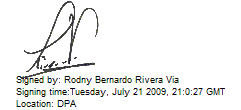 Signed by: Rodny Bernardo Rivera Via
Signing time:Tuesday, July 21 2009, 21:0:27 GMT
Location: DPA